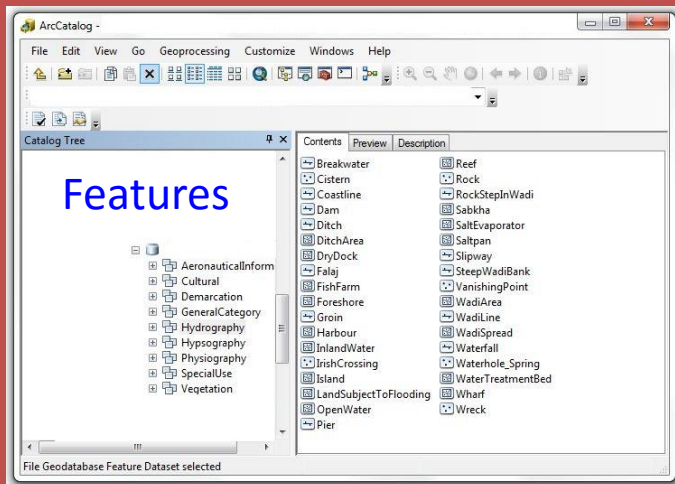 ArcCatalog -
File Edit View Go Geoprocessing Customize Windows Help
Catalog Tree
Contents Preview Description
Features
AeronauticalInform
Cultural
Demarcation
GeneralCategory
Hydrography
Hypsography
Physiography
SpecialUse
Vegetation
Breakwater
Cistern
Coastline
Dam
Ditch
DitchArea
DryDock
Falaj
FishFarm
Foreshore
Groin
Harbour
InlandWater
IrishCrossing
Island
LandSubjectToFlooding
OpenWater
Pier
Reef
Rock
RockStepInWadi
Sabkha
SaltEvaporator
Saltpan
Slipway
SteepWadiBank
VanishingPoint
WadiArea
WadiLine
WadiSpread
Waterfall
Waterhole_Spring
WaterTreatmentBed
Wharf
Wreck
File Geodatabase Feature Dataset selected